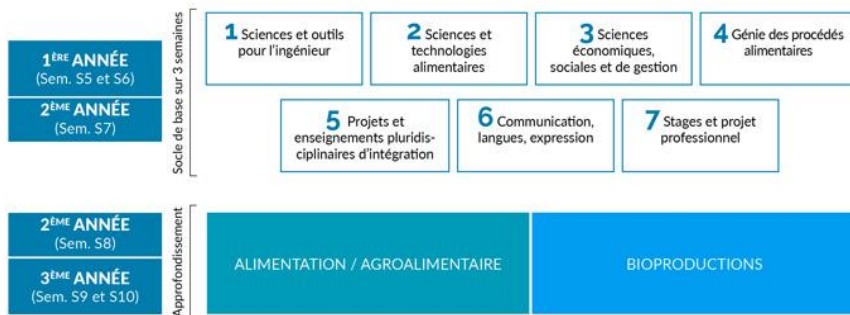 1ÈRE ANNÉE
(Sem. S5 et S6)
2ÈME ANNÉE
(Sem. S7)
Socle de base sur 3 semaines
1 Sciences et outils
pour l'ingénieur
2 Sciences et
technologies
alimentaires
3 Sciences
économiques,
sociales et de gestion
4 Génie des procédés
alimentaires
5 Projets et
enseignements pluridis-
ciplinaires d'intégration
6 Communication,
langues, expression
7 Stages et projet
professionnel
2ÈME ANNÉE
(Sem. S8)
3ÈME ANNÉE
(Sem. S9 et S10)
Approfondissement
ALIMENTATION / AGROALIMENTAIRE
BIOPRODUCTIONS